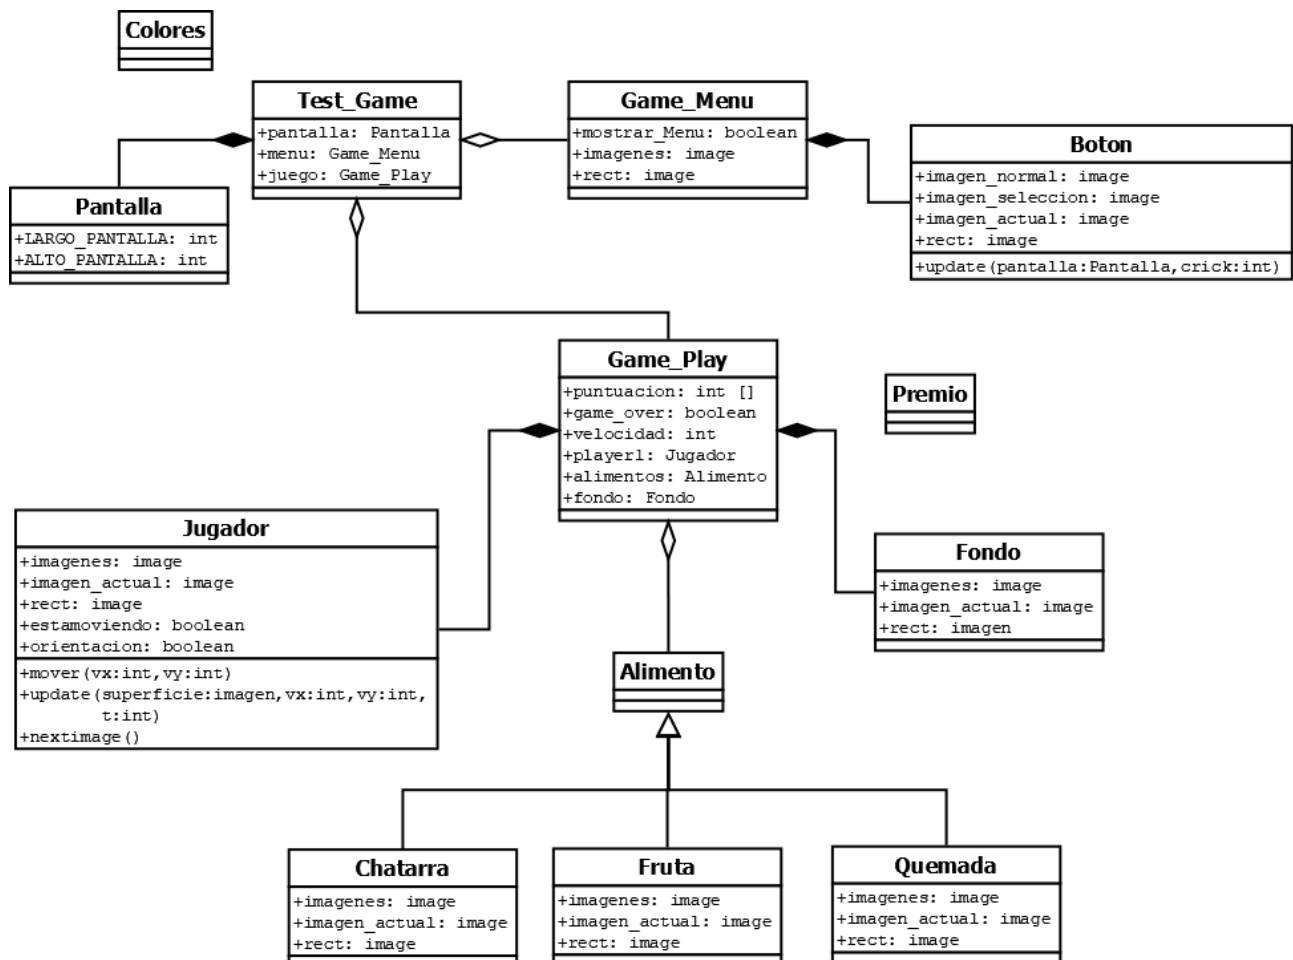 Colores
Test_Game
+pantalla: Pantalla
+menu: Game_Menu
+juego: Game_Play
Game_Menu
+mostrar_Menu: boolean
+imagenes: image
+rect: image
Boton
+imagen_normal: image
+imagen_seleccion: image
+imagen_actual: image
+rect: image
+update(pantalla:Pantalla,crick:int)
Pantalla
+LARGO_PANTALLA: int
+ALTO_PANTALLA: int
Game_Play
+puntuacion: int []
+game_over: boolean
+velocidad: int
+player1: Jugador
+alimentos: Alimento
+fondo: Fondo
Premio
Jugador
+imagenes: image
+imagen_actual: image
+rect: image
+estamoviendo: boolean
+orientacion: boolean
+mover(vx:int,vy:int)
+update(superficie:imagen,vx:int,vy:int,
t:int)
+nextimage()
Fondo
+imagenes: image
+imagen_actual: image
+rect: imagen
Alimento
Chatarra
+imagenes: image
+imagen_actual: image
+rect: image
Fruta
+imagenes: image
+imagen_actual: image
+rect: image
Quemada
+imagenes: image
+imagen_actual: image
+rect: image